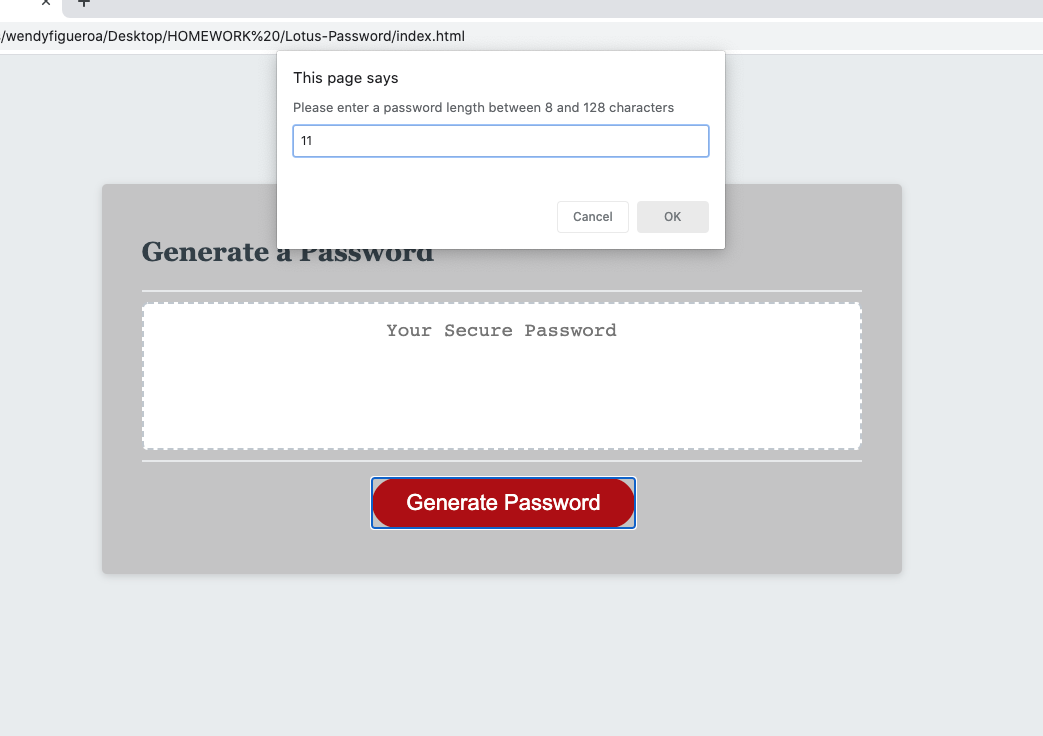 /wendyfigueroa/Desktop/HOMEWORK%20/Lotus-Password/index.html
This page says
Please enter a password length between 8 and 128 characters
11
Cancel
OK
Generate a Password
Your Secure Password
Generate Password